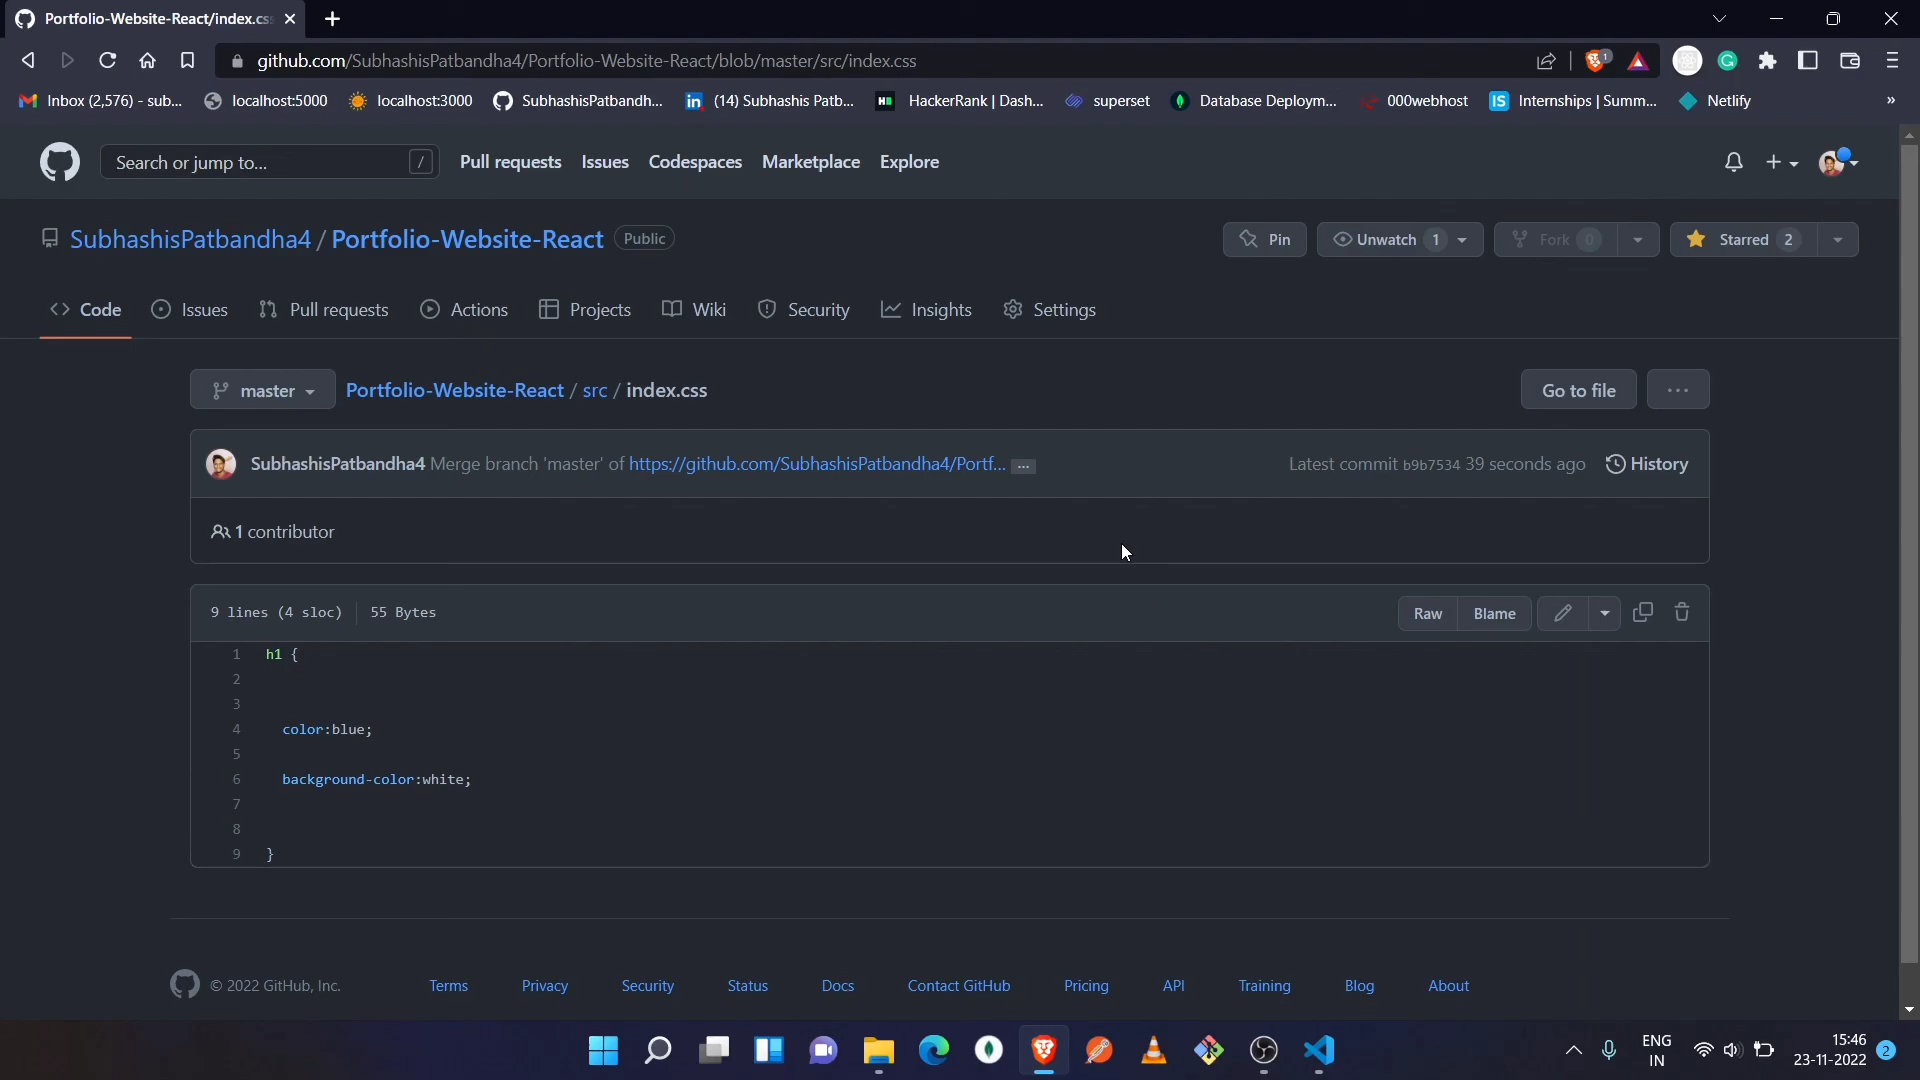 Portfolio-Website-React/index.cs
github.com/SubhashisPatbandha4/Portfolio-Website-React/blob/master/src/index.css
1
Inbox (2,576) - sub...
localhost:5000
localhost:3000
SubhashisPatbandh...
in (14) Subhashis Patb...
HackerRank | Dash...
superset
Database Deploym...
000webhost
IS Internships | Summ...
Netlify
»
Search or jump to... /
Pull requests
Issues
Codespaces
Marketplace
Explore
SubhashisPatbandha4 / Portfolio-Website-React Public
Pin
Unwatch 1
Fork 0
Starred 2
Code
Issues
Pull requests
Actions
Projects
Wiki
Security
Insights
Settings
master
Portfolio-Website-React / src / index.css
Go to file
...
SubhashisPatbandha4 Merge branch 'master' of https://github.com/SubhashisPatbandha4/Portf... ...
Latest commit b9b7534 39 seconds ago
History
1 contributor
9 lines (4 sloc) 55 Bytes
Raw
Blame
1 h1 {
2
3
4 color:blue;
5
6 background-color:white;
7
8
9 }
© 2022 GitHub, Inc.
Terms
Privacy
Security
Status
Docs
Contact GitHub
Pricing
API
Training
Blog
About
ENG
IN
15:46
23-11-2022
2